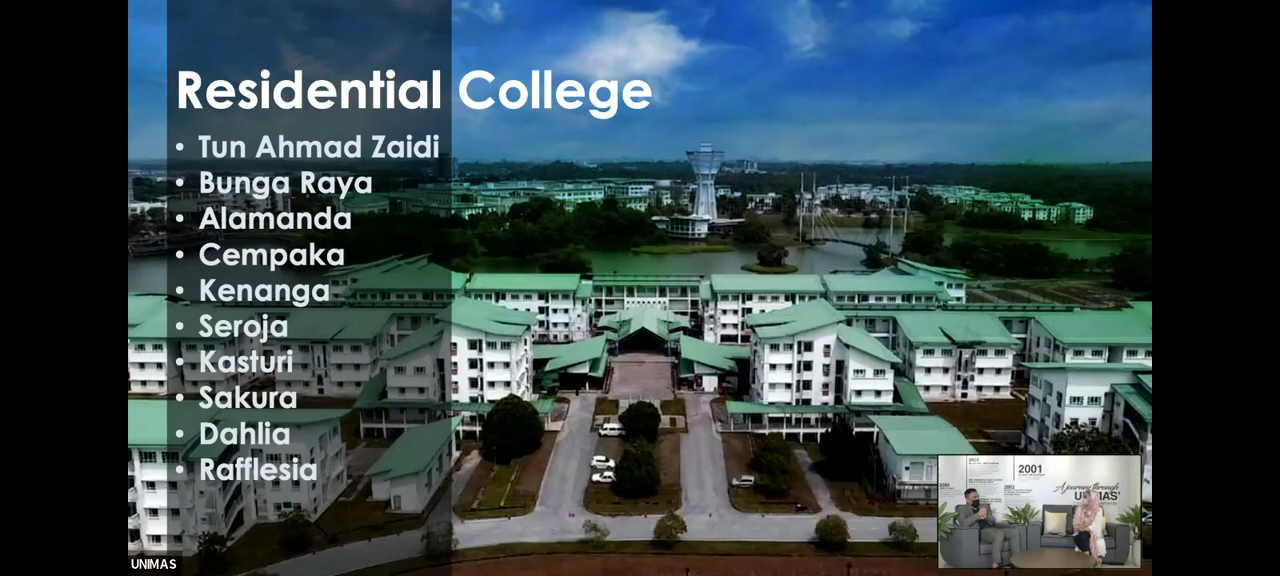 Residential College
• Tun Ahmad Zaidi
• Bunga Raya
• Alamanda
• Cempaka
• Kenanga
• Seroja
• Kasturi
• Sakura
• Dahlia
• Rafflesia
2001
A journey through
UNIMAS'
UNIMAS